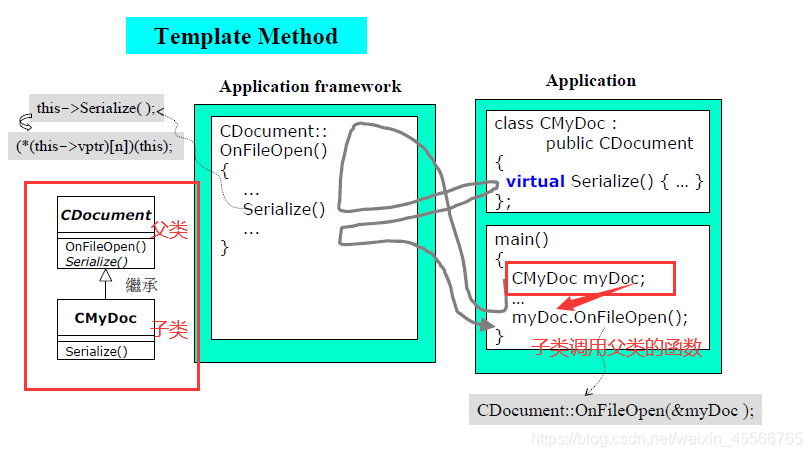 Template Method
Application framework
Application
this->Serialize( );
(*(this->vptr)[n])(this);
CDocument::
OnFileOpen()
{
...
Serialize()
...
}
class CMyDoc :
public CDocument
{
virtual Serialize() { ... }
};
main()
{
CMyDoc myDoc;
...
myDoc.OnFileOpen();
}
子类调用父类的函数
CDocument::OnFileOpen(&myDoc );
CDocument
父类
OnFileOpen()
Serialize()
繼承
CMyDoc
子类
Serialize()
https://blog.csdn.net/weixin_45566765